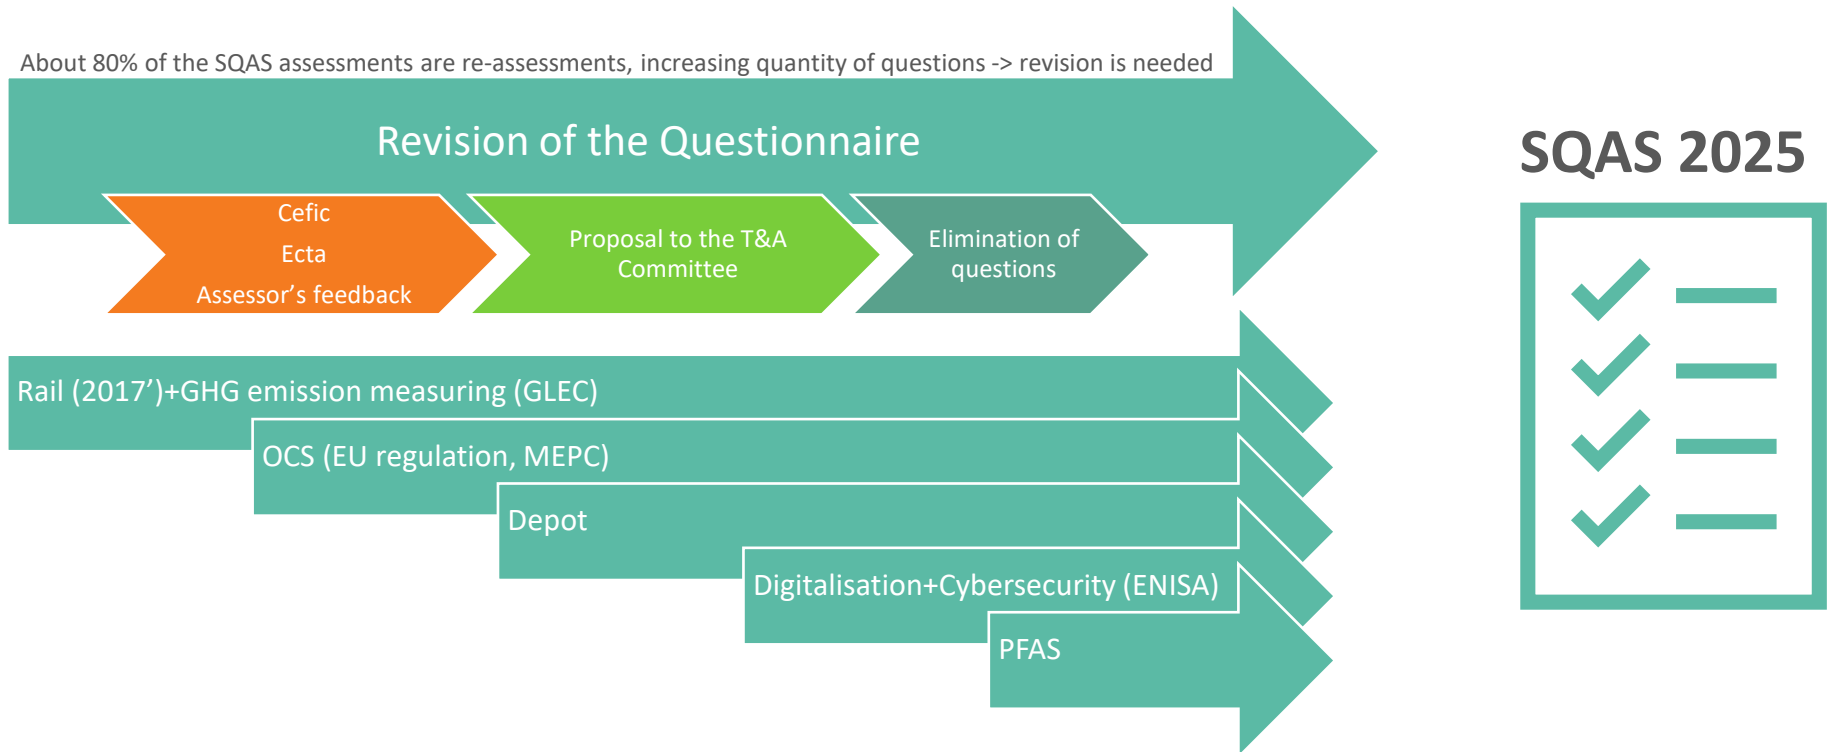 About 80% of the SQAS assessments are re-assessments, increasing quantity of questions -> revision is needed
Revision of the Questionnaire
Cefic
Ecta
Assessor's feedback
Proposal to the T&A
Committee
Elimination of
questions
SQAS 2025
Rail (2017')+GHG emission measuring (GLEC)
OCS (EU regulation, MEPC)
Depot
Digitalisation+Cybersecurity (ENISA)
PFAS